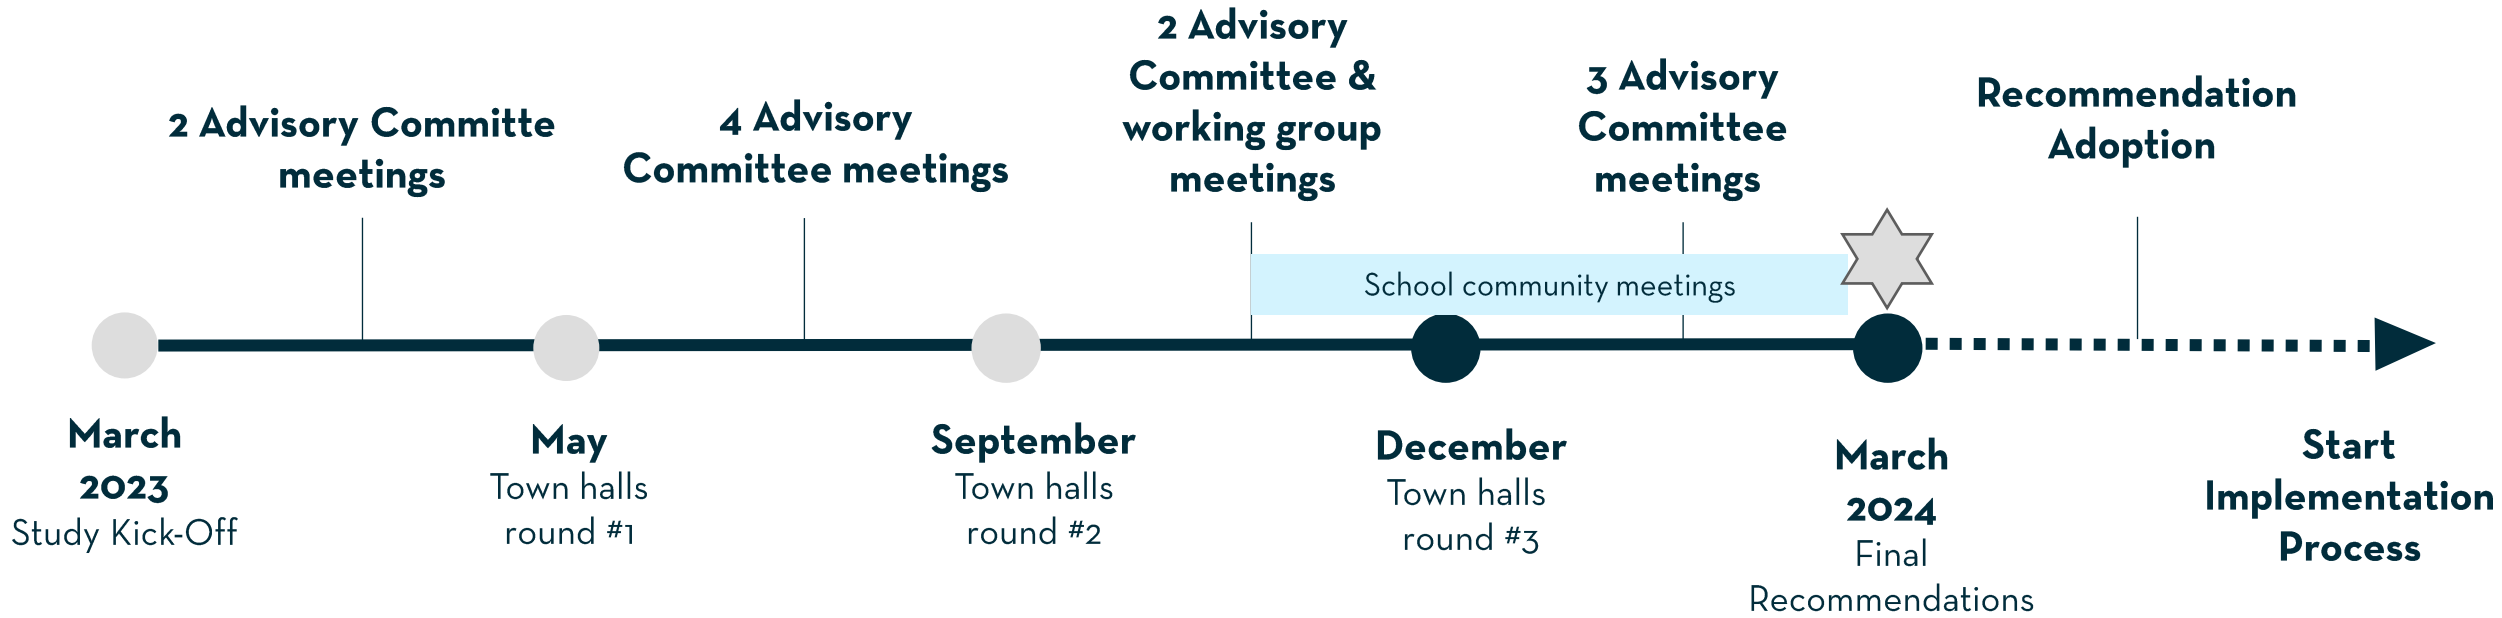 2 Advisory Committee
meetings
4 Advisory
Committee meetings
2 Advisory
Committee &
working group
meetings
3 Advisory
Committee
meetings
Recommendation
Adoption
School community meetings
March
2023
Study Kick-Off
May
Town halls
round #1
September
Town halls
round #2
December
Town halls
round #3
March
2024
Final
Recommendations
Start
Implementation
Process